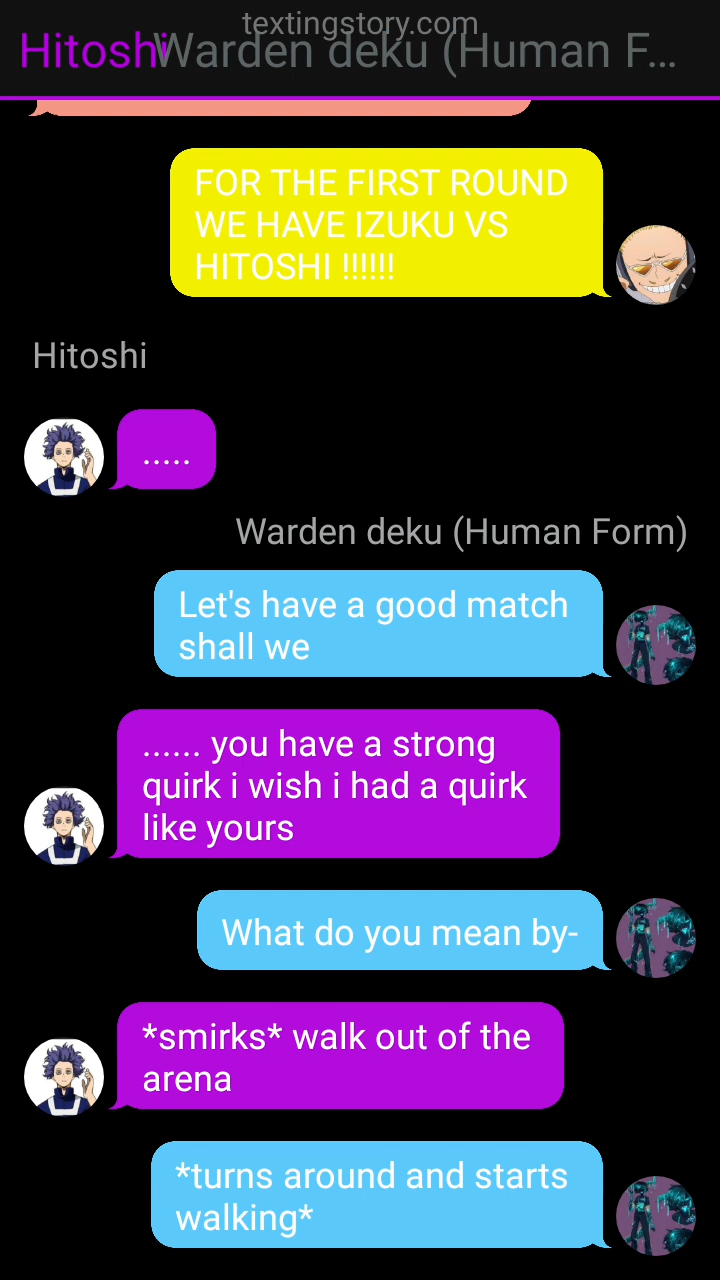 textingstory.com
Hitoshi
Warden deku (Human F...
FOR THE FIRST ROUND
WE HAVE IZUKU VS
HITOSHI !!!!!!
Hitoshi
.....
Warden deku (Human Form)
Let's have a good match
shall we
...... you have a strong
quirk i wish i had a quirk
like yours
What do you mean by-
*smirks* walk out of the
arena
*turns around and starts
walking*